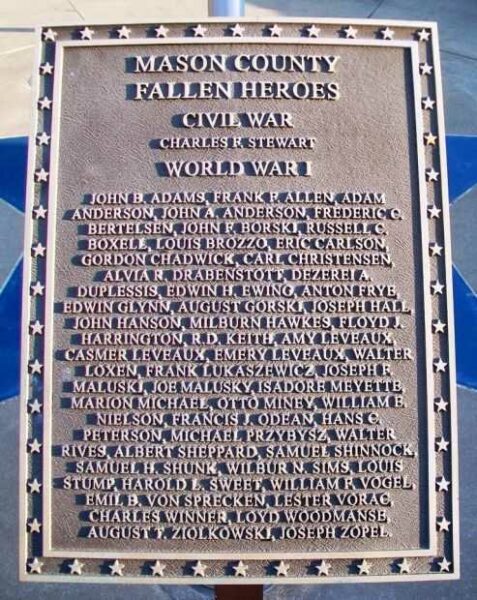 MASON COUNTY
FALLEN HEROES
CIVIL WAR
CHARLES R. STEWART
WORLD WAR I
JOHN B. ADAMS, FRANK F. ALLEN, ADAM
ANDERSON, JOHN A. ANDERSON, FREDERIC C.
BERTELSEN, JOHN F. BORSKI, RUSSELL C.
BOXELL, LOUIS BROZZO, ERIC CARLSON,
GORDON CHADWICK, CARL CHRISTENSEN,
ALVIA R. DRABENSTOTT, DEZEREI A.
DUPLESSIS, EDWIN H. EWING, ANTON FRYE,
EDWIN GLYNN, AUGUST GORSKI, JOSEPH HALL,
JOHN HANSON, MILBURN HAWKES, FLOYD J.
HARRINGTON, R.D. KEITH, AMY LEVEAUX,
CASMER LEVEAUX, EMERY LEVEAUX, WALTER
LOXEN, FRANK LUKASZEWICZ, JOSEPH F.
MALUSKI, JOE MALUSKY, ISADORE MEYETTE,
MARION MICHAEL, OTTO MINEY, WILLIAM E.
NIELSON, FRANCIS J. ODEAN, HANS C.
PETERSON, MICHAEL PRZYBYSZ, WALTER
RIVES, ALBERT SHEPPARD, SAMUEL SHINNOCK,
SAMUEL H. SHUNK, WILBUR N. SIMS, LOUIS
STUMP, HAROLD L. SWEET, WILLIAM F. VOGEL,
EMIL B. VON SPRECKEN, LESTER VORAC,
CHARLES WINNER, LOYD WOODMANSE,
AUGUST T. ZIOLKOWSKI, JOSEPH ZOPEL.